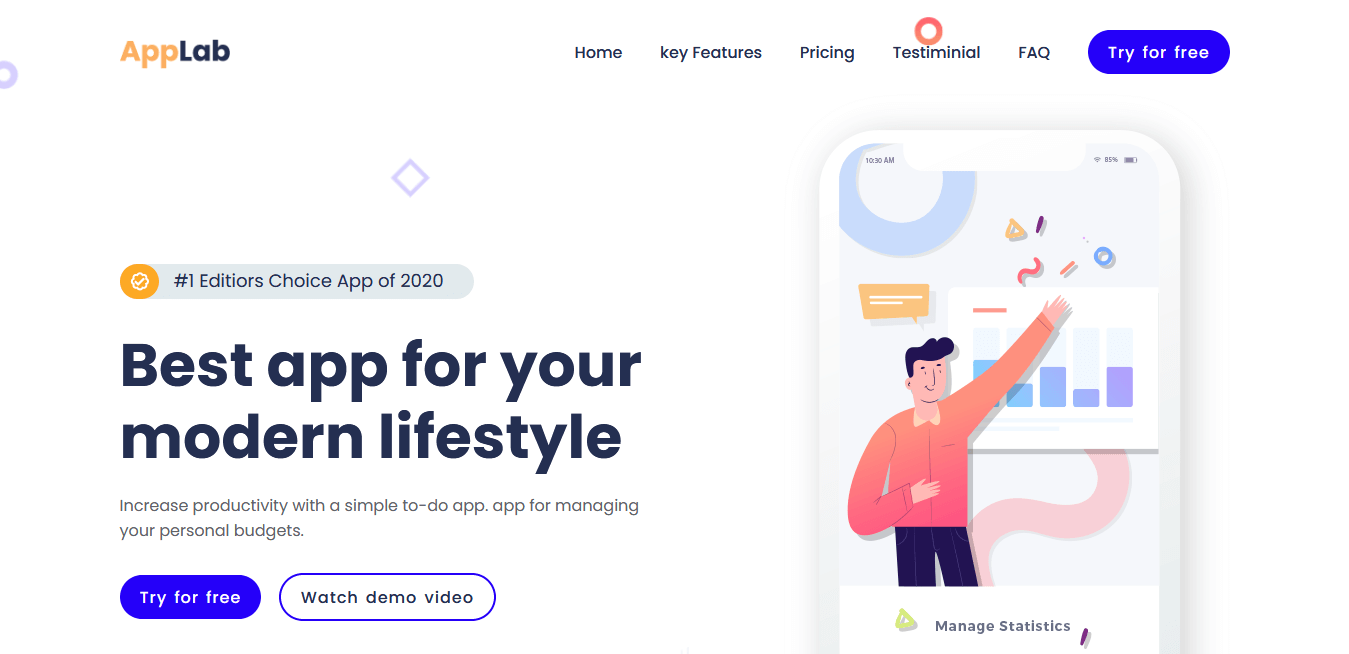 AppLab
Home key Features Pricing Testiminial FAQ Try for free
10:30 AM 85%
#1 Editiors Choice App of 2020
Best app for your
modern lifestyle
Increase productivity with a simple to-do app. app for managing
your personal budgets.
Try for free Watch demo video
Manage Statistics